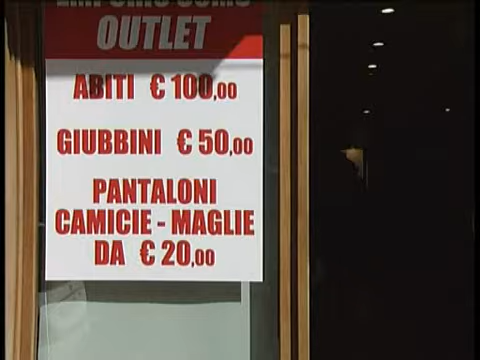 OUTLET
ABITI € 100,00
GIUBBINI € 50,00
PANTALONI
CAMICIE - MAGLIE
DA € 20,00